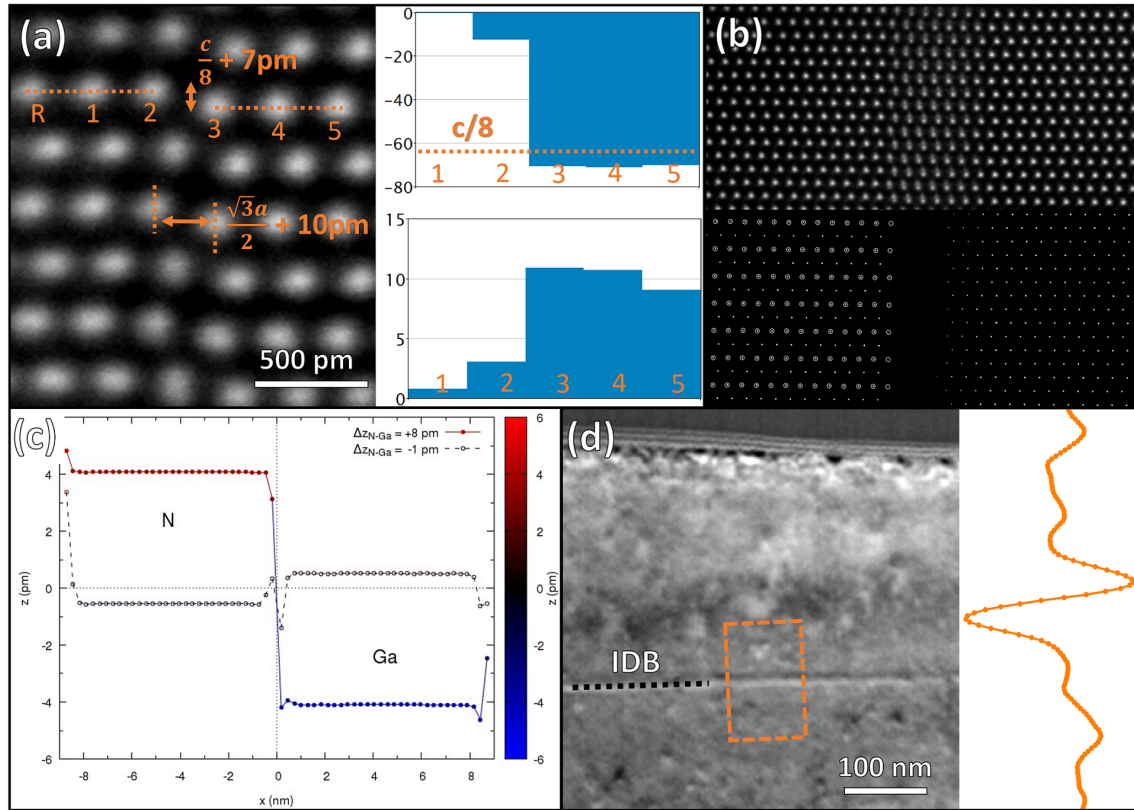 (a)
c/8 + 7pm
R 1 2
3 4 5
√3a/2 + 10pm
500 pm
0
−20
−40
−60
−80
c/8
1 2 3 4 5
15
10
5
0
1 2 3 4 5
(b)
(c)
Δz_N-Ga = +8 pm
Δz_N-Ga = -1 pm
N
Ga
z (pm)
4
2
0
-2
-4
-6
-8 -6 -4 -2 0 2 4 6 8
x (nm)
6
4
2
0
-2
-4
-6
z (pm)
(d)
IDB
100 nm